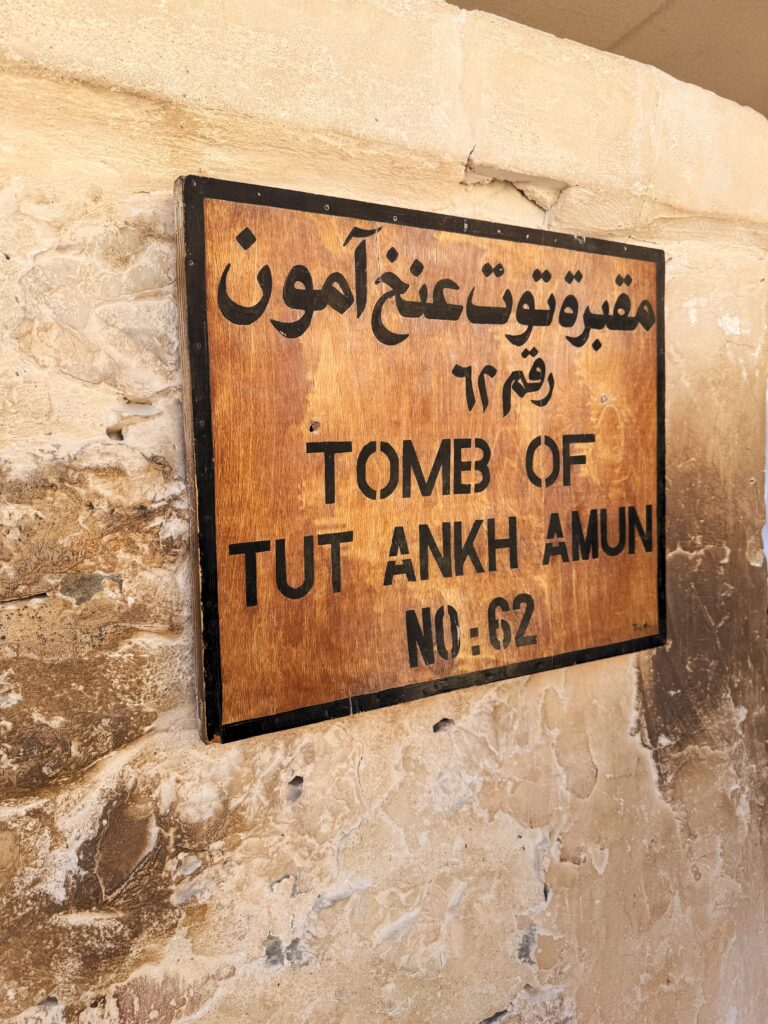 مقبرة توت عنخ آمون
رقم ٦٢
TOMB OF
TUT ANKH AMUN
NO: 62